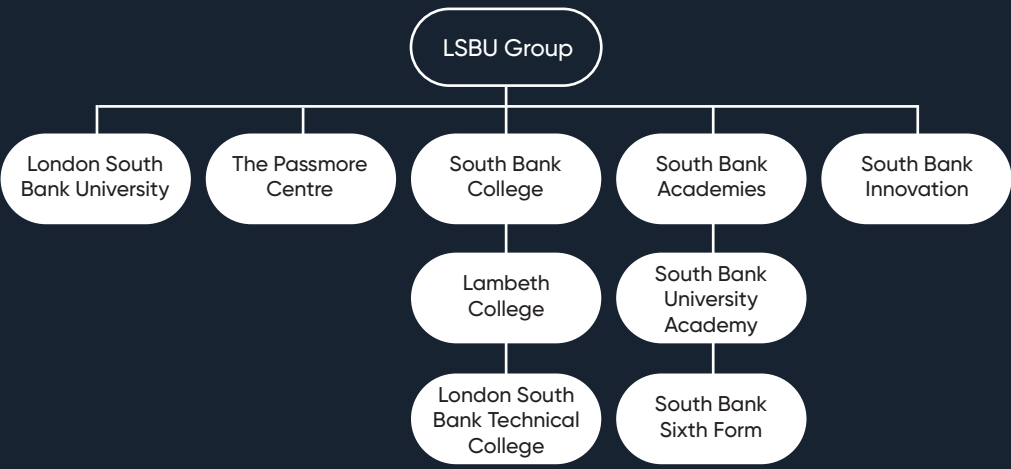 LSBU Group
London South
Bank University
The Passmore
Centre
South Bank
College
South Bank
Academies
South Bank
Innovation
Lambeth
College
South Bank
University
Academy
London South
Bank Technical
College
South Bank
Sixth Form